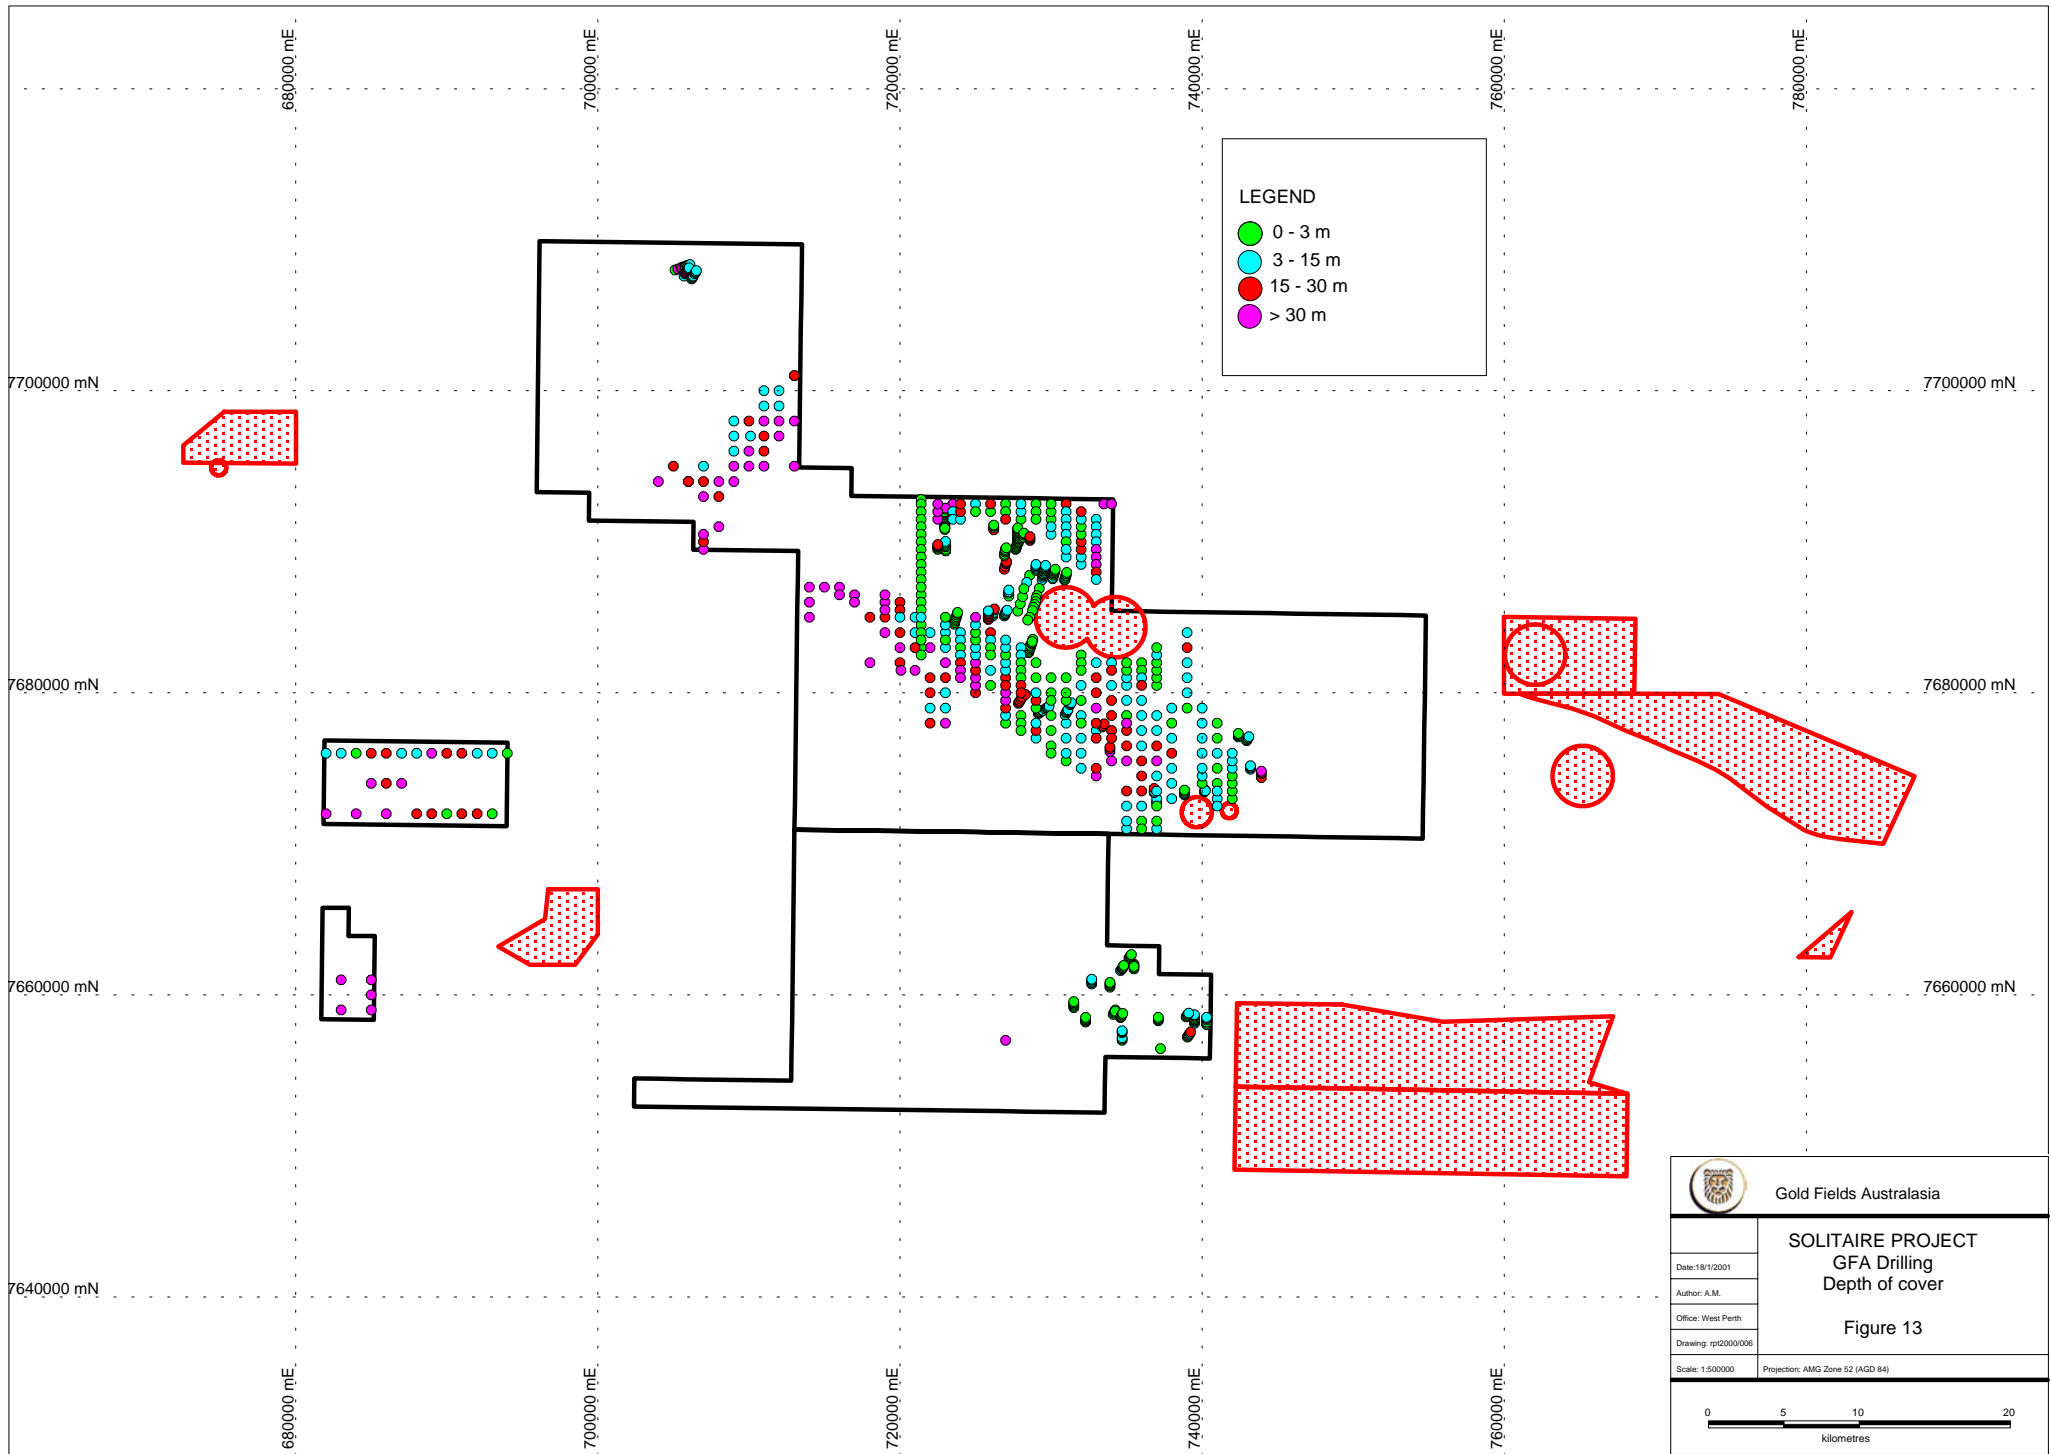 680000 mE
700000 mE
720000 mE
740000 mE
760000 mE
780000 mE
LEGEND
0 - 3 m
3 - 15 m
15 - 30 m
> 30 m
7700000 mN
7700000 mN
7680000 mN
7680000 mN
7660000 mN
7660000 mN
7640000 mN
680000 mE
700000 mE
720000 mE
740000 mE
760000 mE
Gold Fields Australasia
SOLITAIRE PROJECT
GFA Drilling
Depth of cover
Figure 13
Date:18/1/2001
Author: A.M.
Office: West Perth
Drawing: rpt2000/006
Scale: 1:500000
Projection: AMG Zone 52 (AGD 84)
0 5 10 20
kilometres